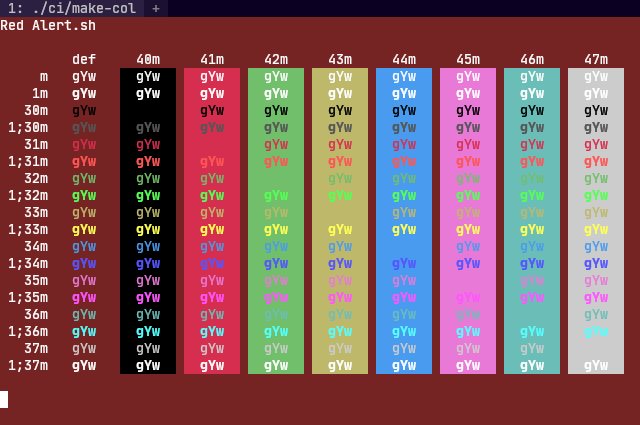 1: ./ci/make-col +
Red Alert.sh
def 40m 41m 42m 43m 44m 45m 46m 47m
m gYw gYw gYw gYw gYw gYw gYw gYw gYw
1m gYw gYw gYw gYw gYw gYw gYw gYw gYw
30m gYw gYw gYw gYw gYw gYw gYw gYw
1;30m gYw gYw gYw gYw gYw gYw gYw gYw gYw
31m gYw gYw gYw gYw gYw gYw gYw gYw
1;31m gYw gYw gYw gYw gYw gYw gYw gYw gYw
32m gYw gYw gYw gYw gYw gYw gYw gYw
1;32m gYw gYw gYw gYw gYw gYw gYw gYw gYw
33m gYw gYw gYw gYw gYw gYw gYw gYw
1;33m gYw gYw gYw gYw gYw gYw gYw gYw gYw
34m gYw gYw gYw gYw gYw gYw gYw gYw
1;34m gYw gYw gYw gYw gYw gYw gYw gYw gYw
35m gYw gYw gYw gYw gYw gYw gYw gYw
1;35m gYw gYw gYw gYw gYw gYw gYw gYw gYw
36m gYw gYw gYw gYw gYw gYw gYw gYw
1;36m gYw gYw gYw gYw gYw gYw gYw gYw gYw
37m gYw gYw gYw gYw gYw gYw gYw gYw
1;37m gYw gYw gYw gYw gYw gYw gYw gYw gYw